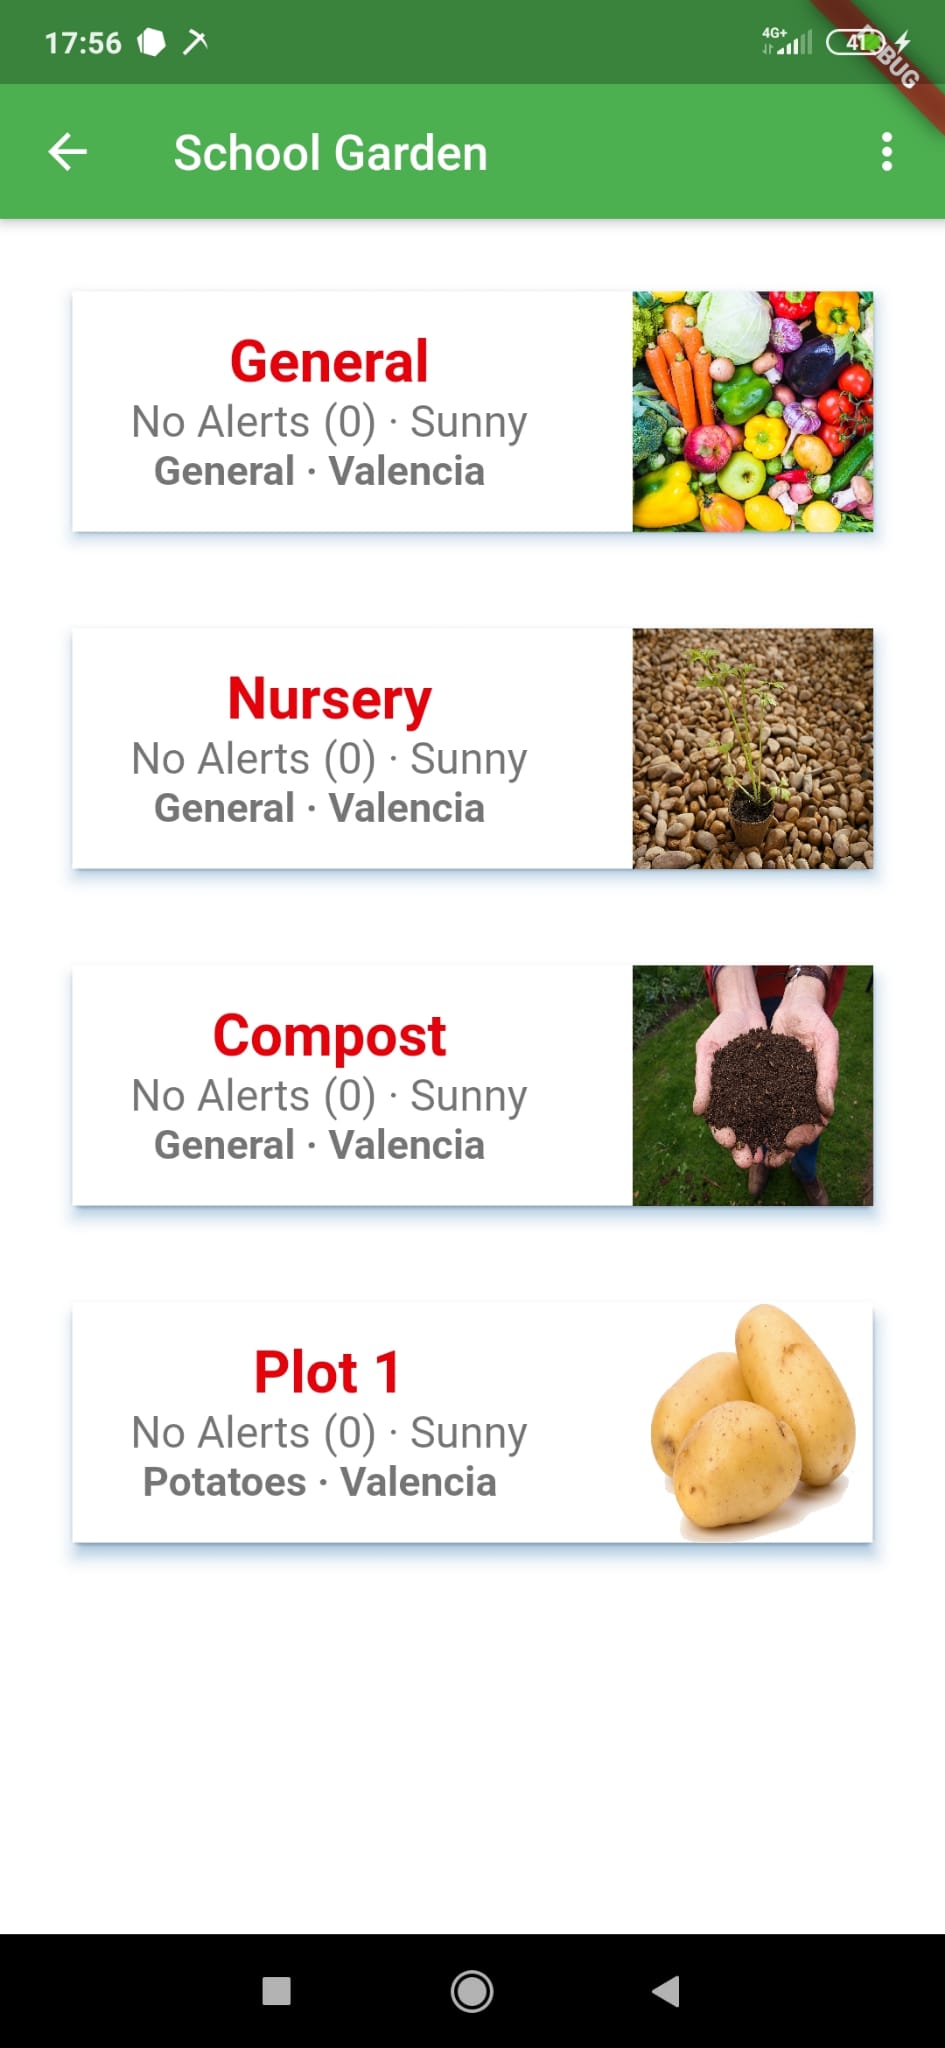 17:56
4G+
41
DEBUG
School Garden
General
No Alerts (0) · Sunny
General · Valencia
Nursery
No Alerts (0) · Sunny
General · Valencia
Compost
No Alerts (0) · Sunny
General · Valencia
Plot 1
No Alerts (0) · Sunny
Potatoes · Valencia